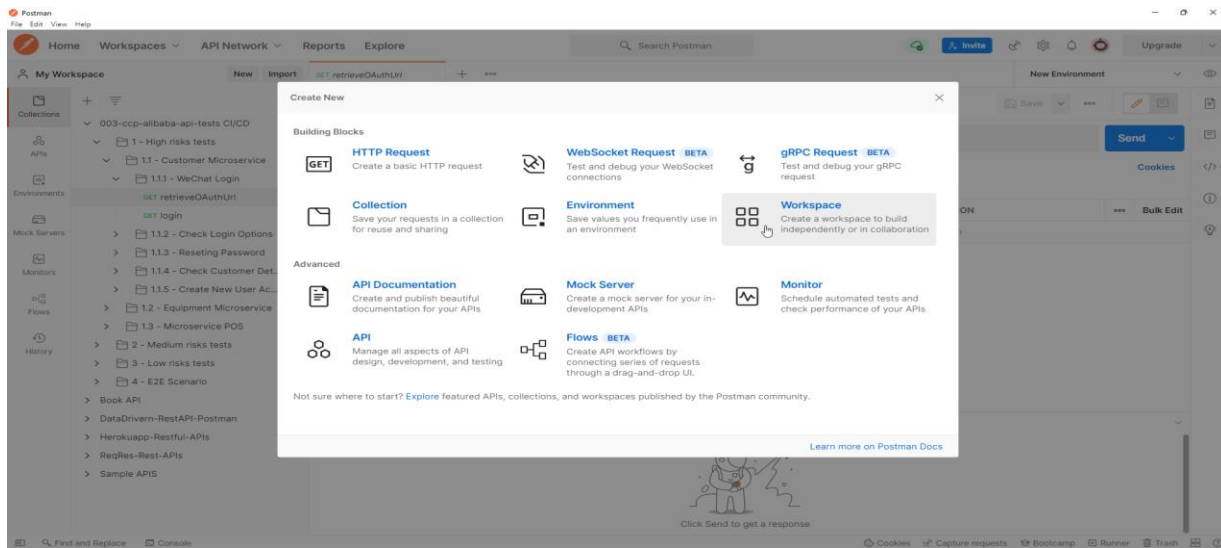 Postman
File Edit View Help
Home Workspaces API Network Reports Explore Search Postman Invite Upgrade
My Workspace New Import GET retrieveOAuthUrl New Environment
Collections
APIs
Environments
Mock Servers
Monitors
Flows
History
003-ccp-alibaba-api-tests CI/CD
1 - High risks tests
1.1 - Customer Microservice
1.1.1 - WeChat Login
GET retrieveOAuthUrl
GET login
1.1.2 - Check Login Options
1.1.3 - Reseting Password
1.1.4 - Check Customer Det...
1.1.5 - Create New User Ac...
1.2 - Equipment Microservice
1.3 - Microservice POS
2 - Medium risks tests
3 - Low risks tests
4 - E2E Scenario
Book API
DataDrivern-RestAPI-Postman
Herokuapp-Restful-APIs
ReqRes-Rest-APIs
Sample APIS
Create New
Building Blocks
GET
HTTP Request
Create a basic HTTP request
WebSocket Request BETA
Test and debug your WebSocket
connections
g
gRPC Request BETA
Test and debug your gRPC
request
Collection
Save your requests in a collection
for reuse and sharing
Environment
Save values you frequently use in
an environment
Workspace
Create a workspace to build
independently or in collaboration
Advanced
API Documentation
Create and publish beautiful
documentation for your APIs
Mock Server
Create a mock server for your in-
development APIs
Monitor
Schedule automated tests and
check performance of your APIs
API
Manage all aspects of API
design, development, and testing
Flows BETA
Create API workflows by
connecting series of requests
through a drag-and-drop UI.
Not sure where to start? Explore featured APIs, collections, and workspaces published by the Postman community.
Learn more on Postman Docs
Save
Send
Cookies
ON
Bulk Edit
Click Send to get a response
Find and Replace Console Cookies Capture requests Bootcamp Runner Trash